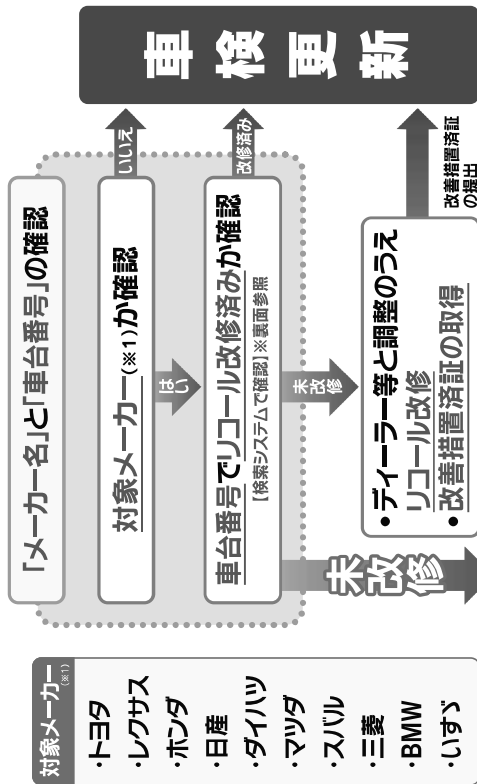 「メーカー名」と「車台番号」の確認
対象メーカー(※1)か確認
いいえ
はい
車台番号でリコール改修済みか確認
【検索システムで確認】※裏面参照
改修済み
未改修
未改修
・ディーラー等と調整のうえ
リコール改修
・改善措置済証の取得
改善措置済証
の提出
車検更新
対象メーカー
(※1)
・トヨタ
・レクサス
・ホンダ
・日産
・ダイハツ
・マツダ
・スバル
・三菱
・BMW
・いすゞ